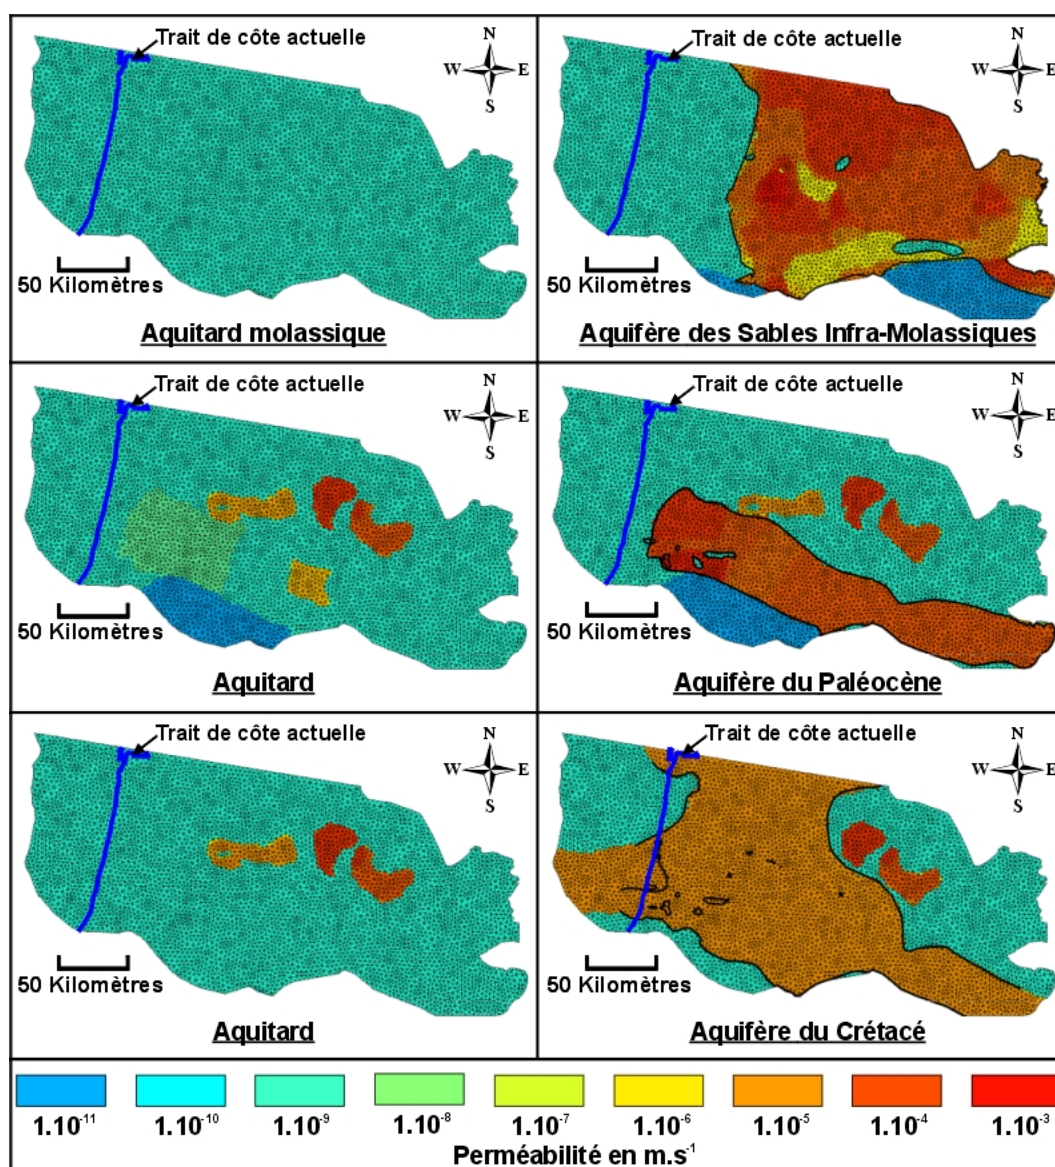 Trait de côte actuelle
N
W E
S
50 Kilomètres
Aquitard molassique
Trait de côte actuelle
N
W E
S
50 Kilomètres
Aquifère des Sables Infra-Molassiques
Trait de côte actuelle
N
W E
S
50 Kilomètres
Aquitard
Trait de côte actuelle
N
W E
S
50 Kilomètres
Aquifère du Paléocène
Trait de côte actuelle
N
W E
S
50 Kilomètres
Aquitard
Trait de côte actuelle
N
W E
S
50 Kilomètres
Aquifère du Crétacé
1.10⁻¹¹ 1.10⁻¹⁰ 1.10⁻⁹ 1.10⁻⁸ 1.10⁻⁷ 1.10⁻⁶ 1.10⁻⁵ 1.10⁻⁴ 1.10⁻³
Perméabilité en m.s⁻¹